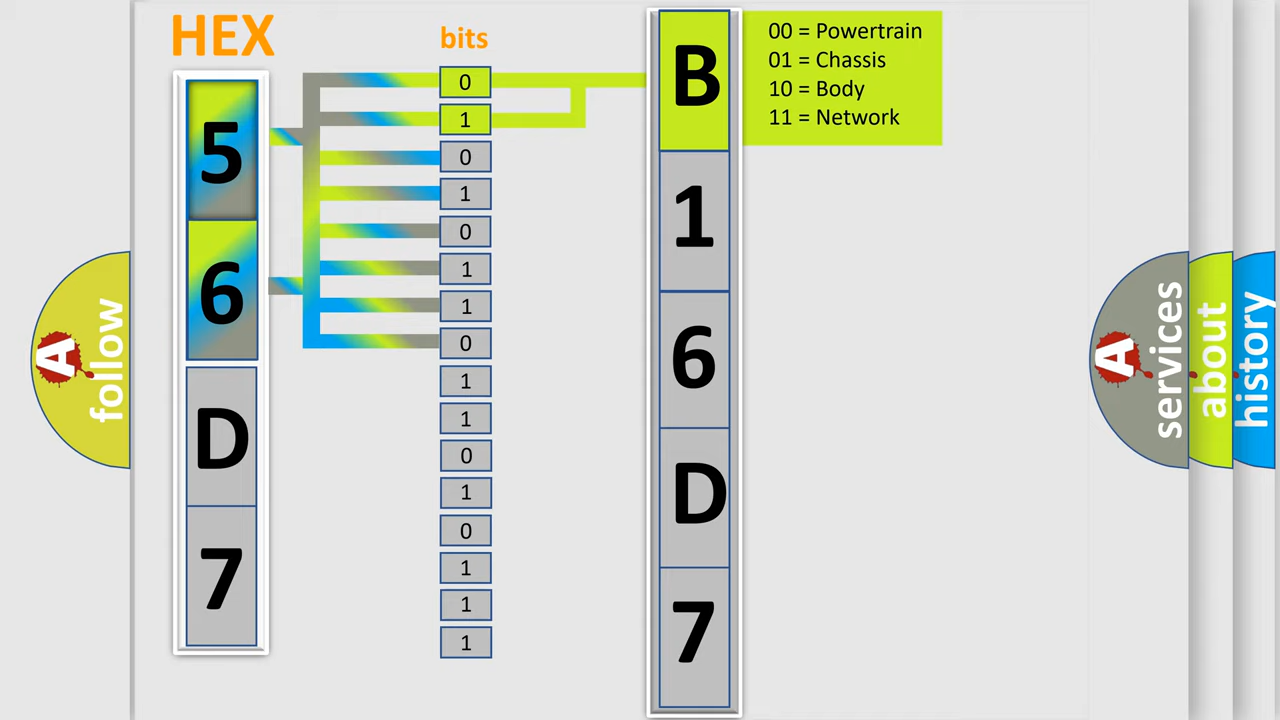 HEX
bits
5
6
D
7
0
1
0
1
0
1
1
0
1
1
0
1
0
1
1
1
B
1
6
D
7
00 = Powertrain
01 = Chassis
10 = Body
11 = Network
A
follow
A
services
about
history